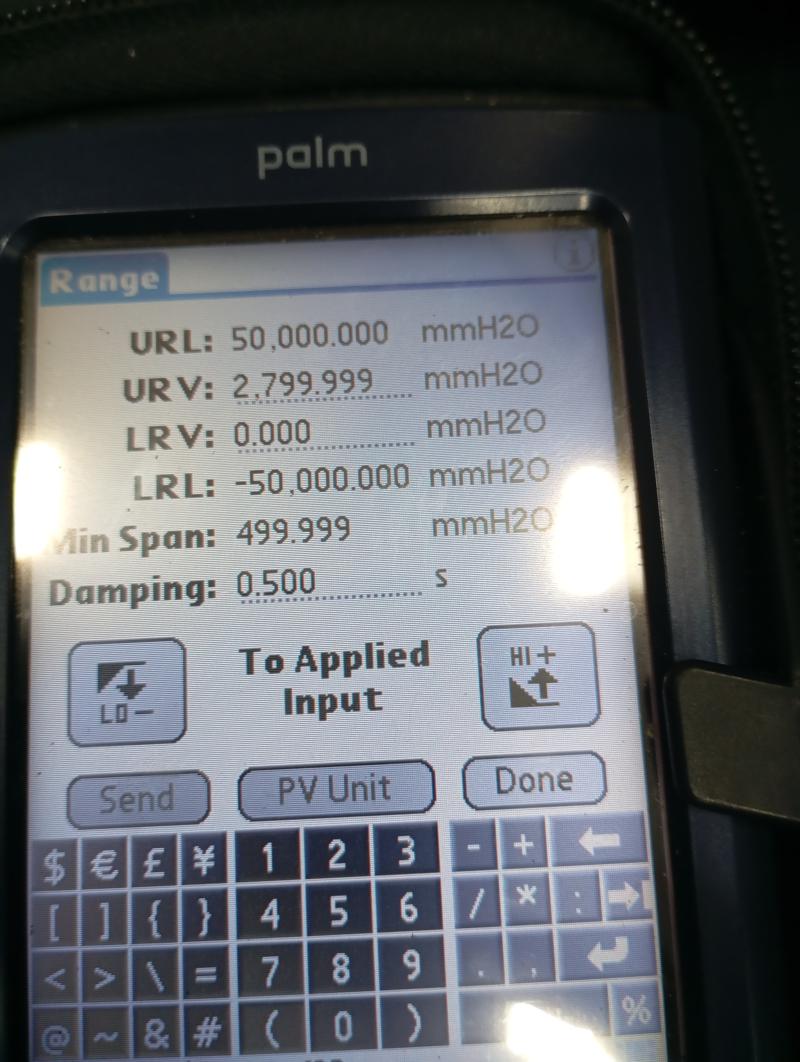 palm
Range
i
URL: 50,000.000 mmH2O
URV: 2,799.999 mmH2O
LRV: 0.000 mmH2O
LRL: -50,000.000 mmH2O
Min Span: 499.999 mmH2O
Damping: 0.500 s
LO − To Applied Input HI +
Send PV Unit Done
$ € £ ¥ 1 2 3 - + ←
[ ] { } 4 5 6 / * : →
< > \ = 7 8 9 . , ↵
@ ~ & # ( 0 ) %